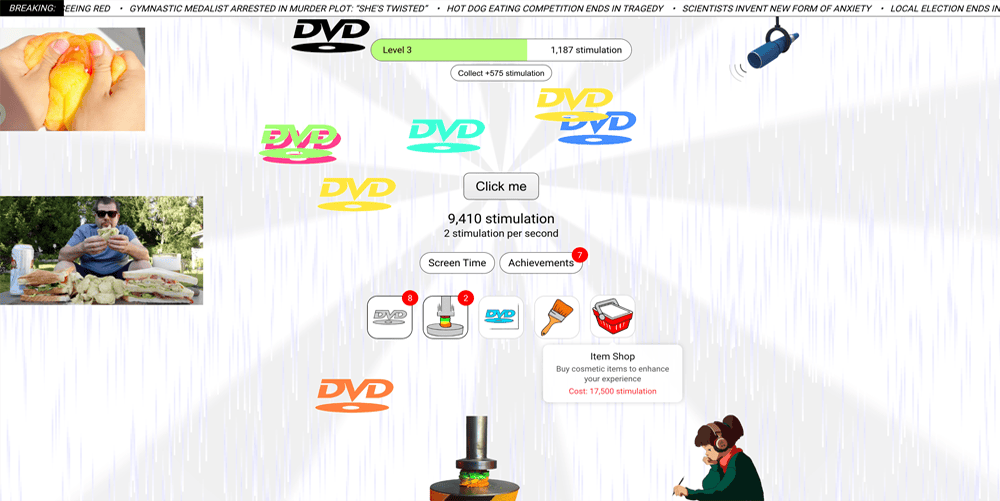 BREAKING: EEING RED • GYMNASTIC MEDALIST ARRESTED IN MURDER PLOT: "SHE'S TWISTED" • HOT DOG EATING COMPETITION ENDS IN TRAGEDY • SCIENTISTS INVENT NEW FORM OF ANXIETY • LOCAL ELECTION ENDS IN
DVD
Level 3 1,187 stimulation
Collect +575 stimulation
DVD
DVD
DVD
DVD
DVD
DVD
Click me
9,410 stimulation
2 stimulation per second
Screen Time
Achievements 7
8
DVD
2
DVD
Item Shop
Buy cosmetic items to enhance
your experience
Cost: 17,500 stimulation
DVD